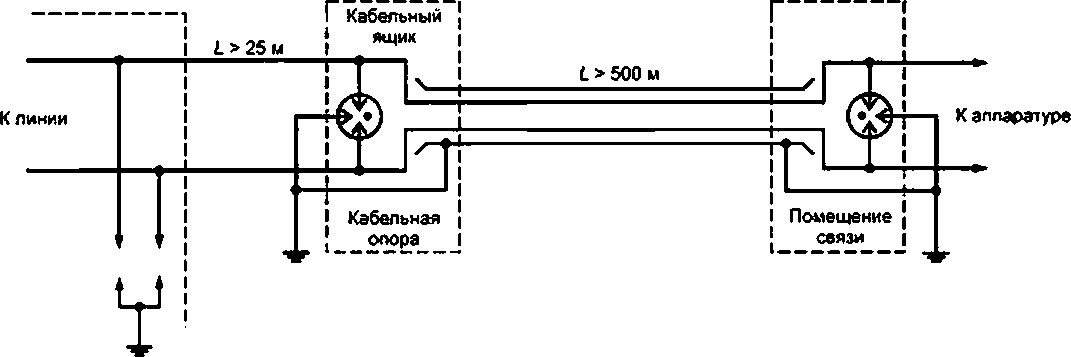 Кабельный
ящик
L > 25 м
L > 500 м
К линии
К аппаратуре
Кабельная
опора
Помещение
связи